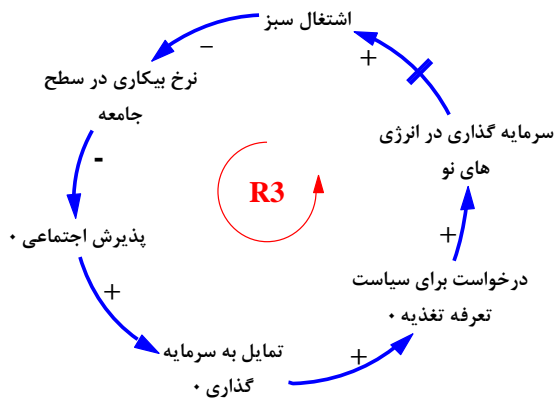 اشتغال سبز
+
–
سرمایه گذاری در انرژی
های نو
نرخ بیکاری در سطح
جامعه
-
R3
+
پذیرش اجتماعی ۰
درخواست برای سیاست
تعرفه تغذیه ۰
+
تمایل به سرمایه
گذاری ۰
+